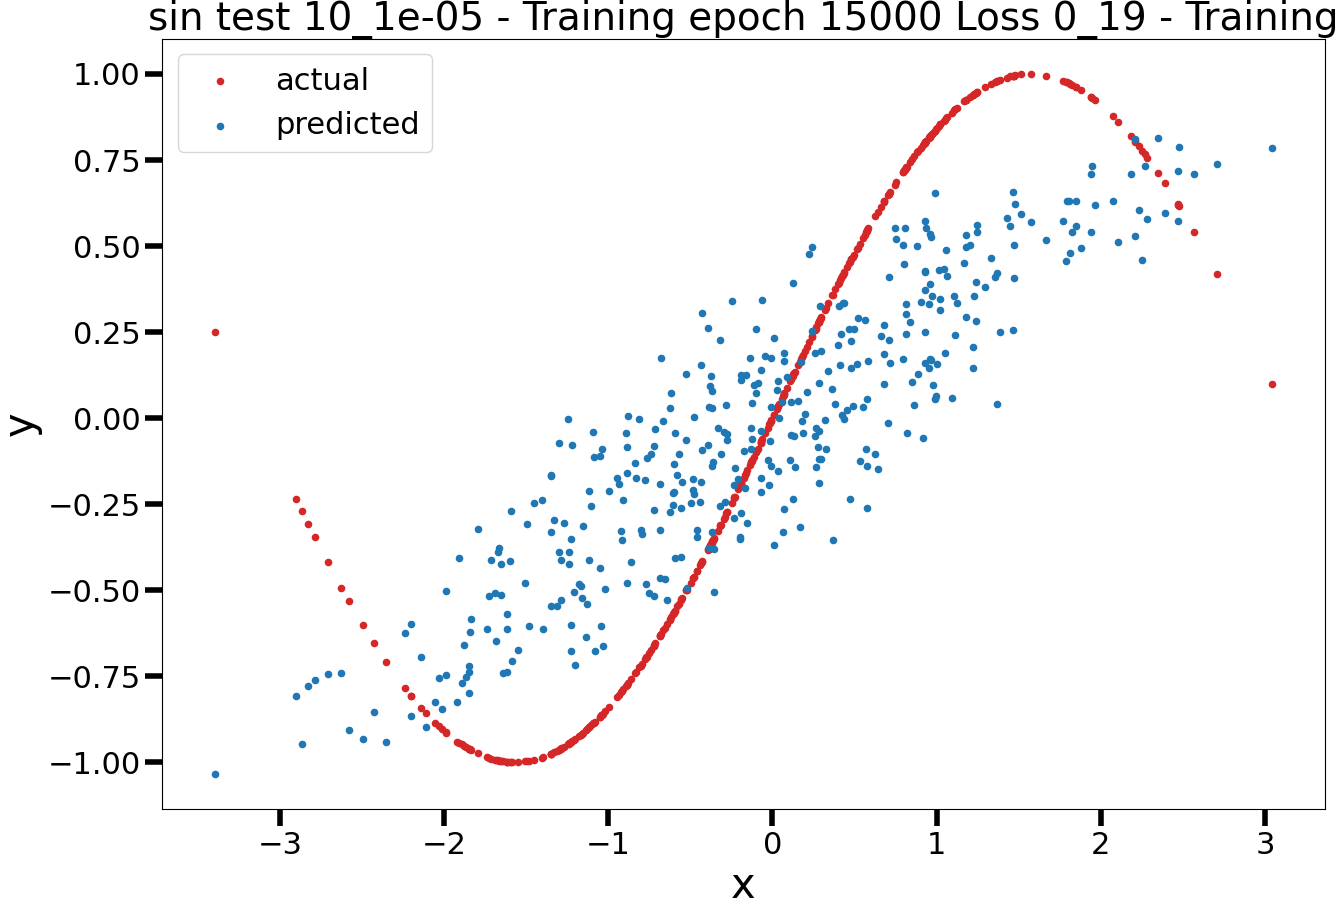 sin test 10_1e-05 - Training epoch 15000 Loss 0_19 - Training
actual
predicted
1.00
0.75
0.50
0.25
0.00
−0.25
−0.50
−0.75
−1.00
y
−3 −2 −1 0 1 2 3
x